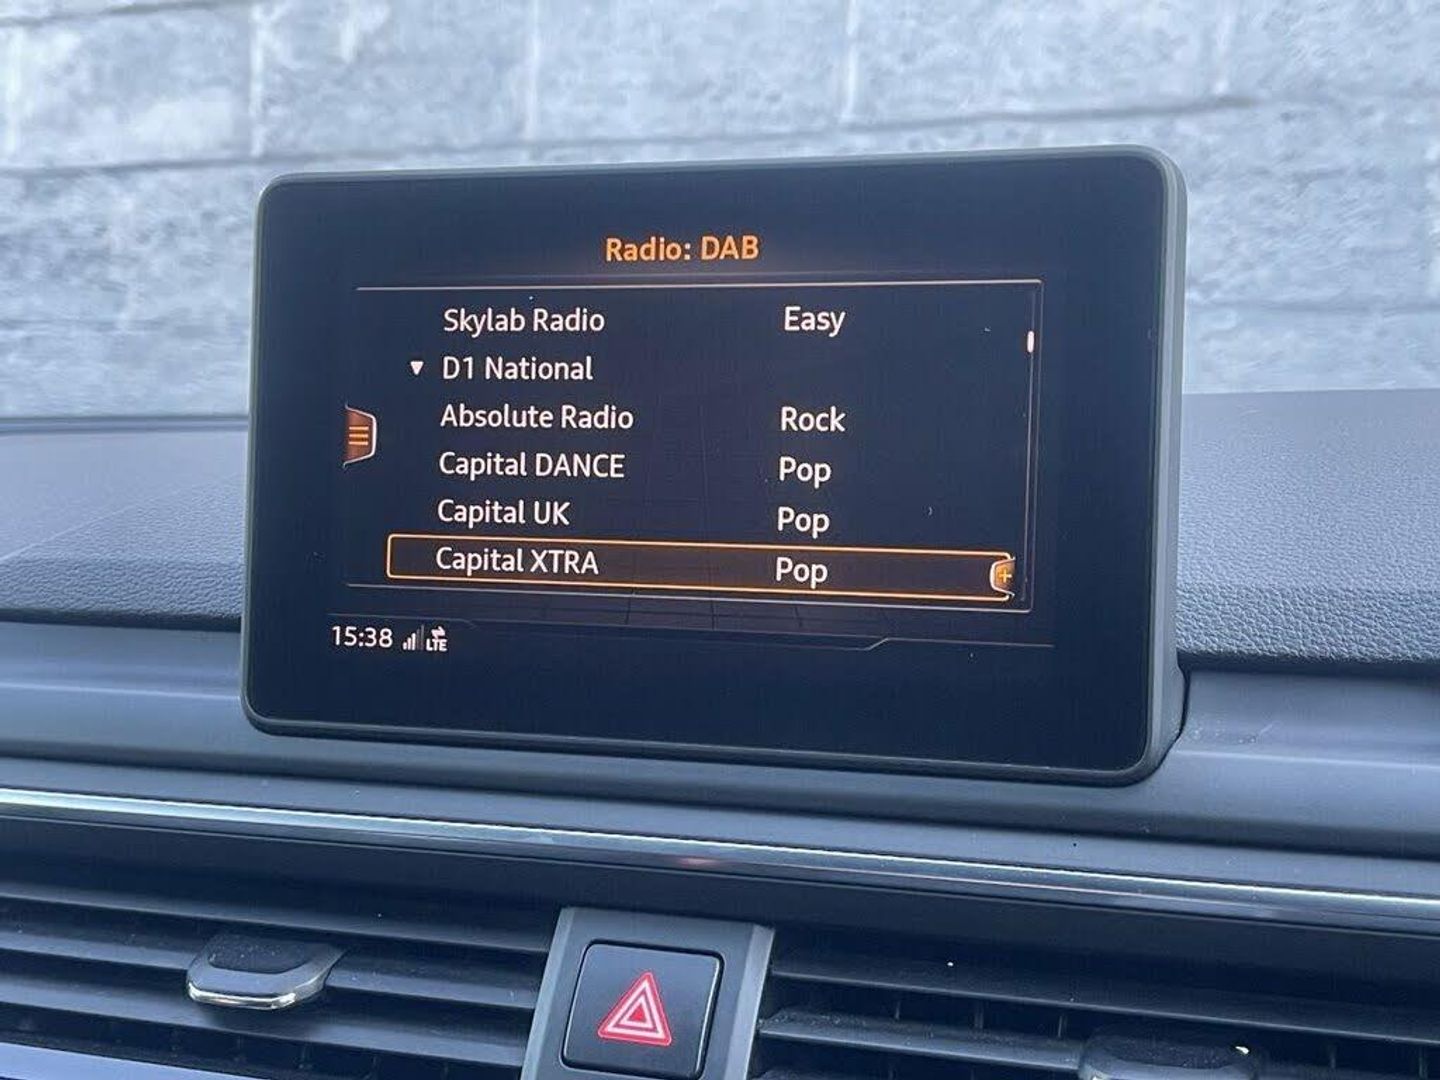 Radio: DAB
Skylab Radio Easy
D1 National
Absolute Radio Rock
Capital DANCE Pop
Capital UK Pop
Capital XTRA Pop
15:38 LTE